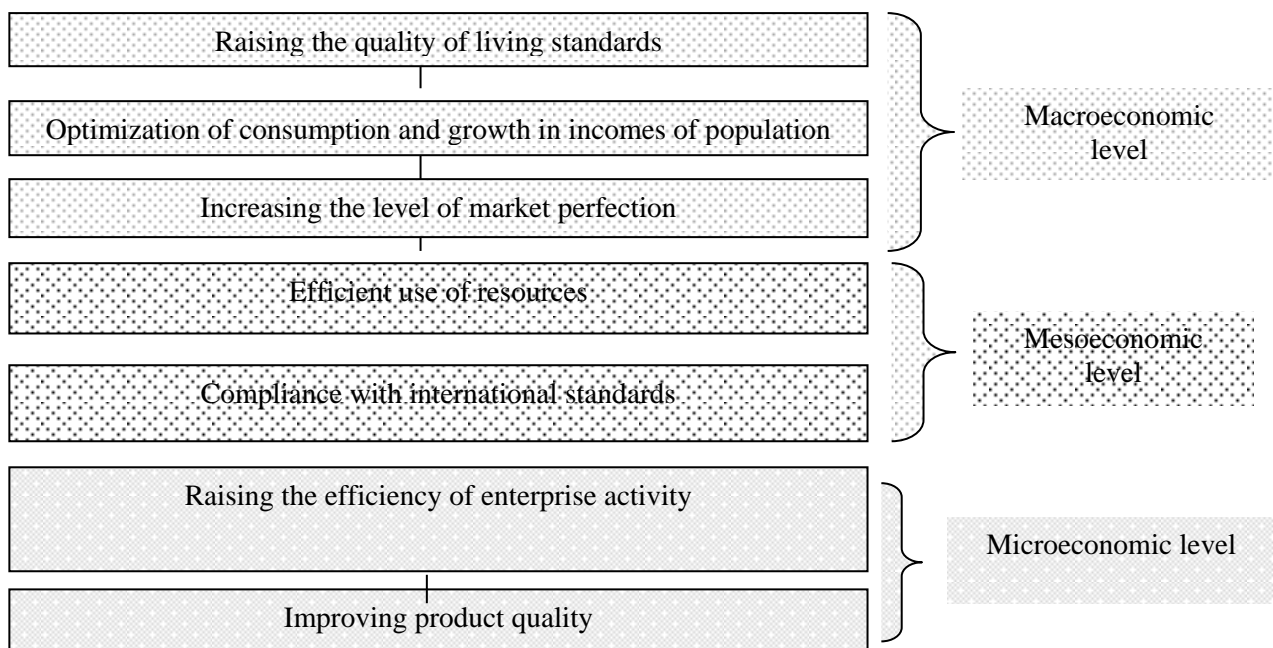 Raising the quality of living standards
Optimization of consumption and growth in incomes of population
Increasing the level of market perfection
Macroeconomic
level
Efficient use of resources
Compliance with international standards
Mesoeconomic
level
Raising the efficiency of enterprise activity
Improving product quality
Microeconomic level